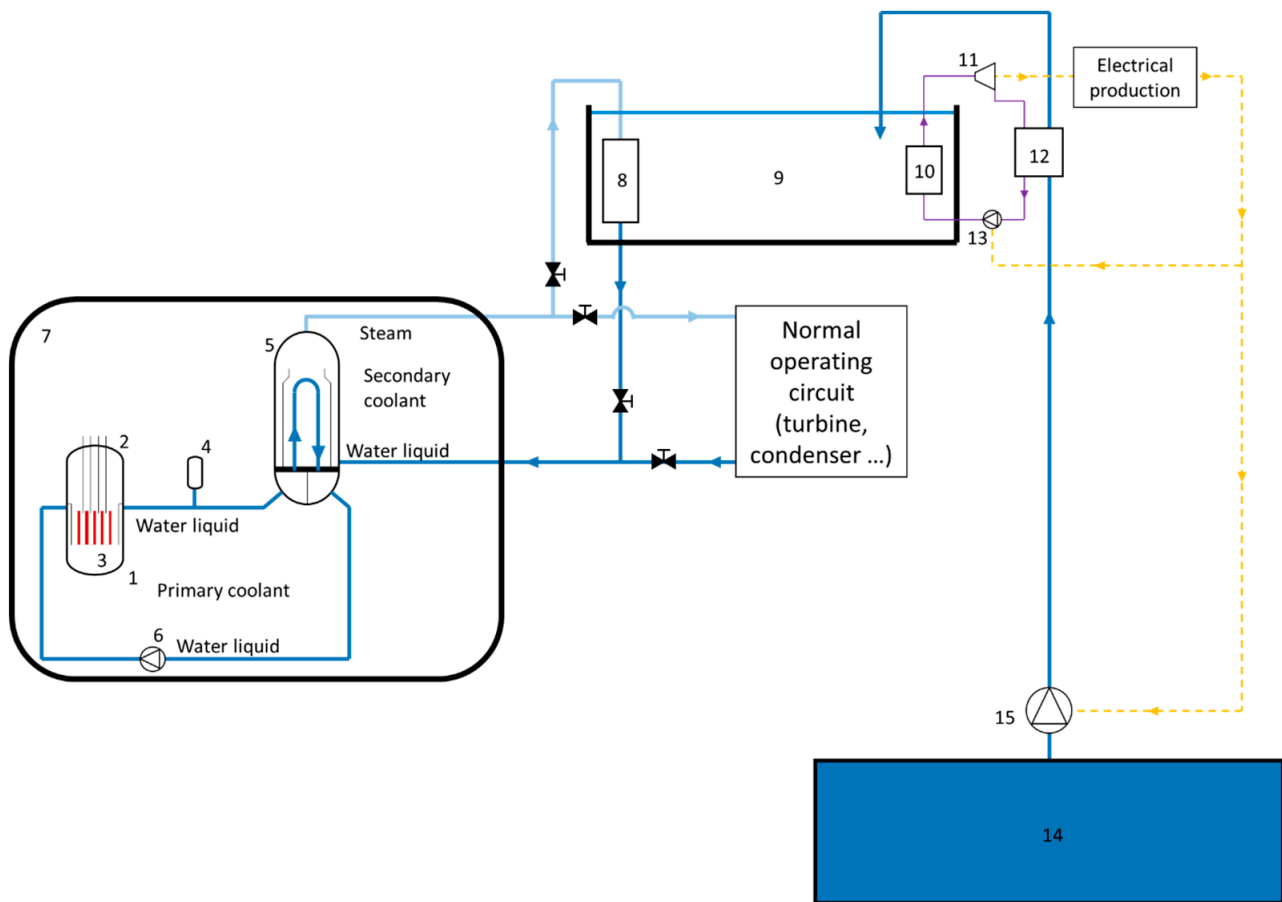 11
Electrical
production
12
10
8
9
13
7
Steam
5
Secondary
coolant
Normal
operating
circuit
(turbine,
condenser ...)
2
4
Water liquid
Water liquid
3
1
Primary coolant
6
Water liquid
15
14